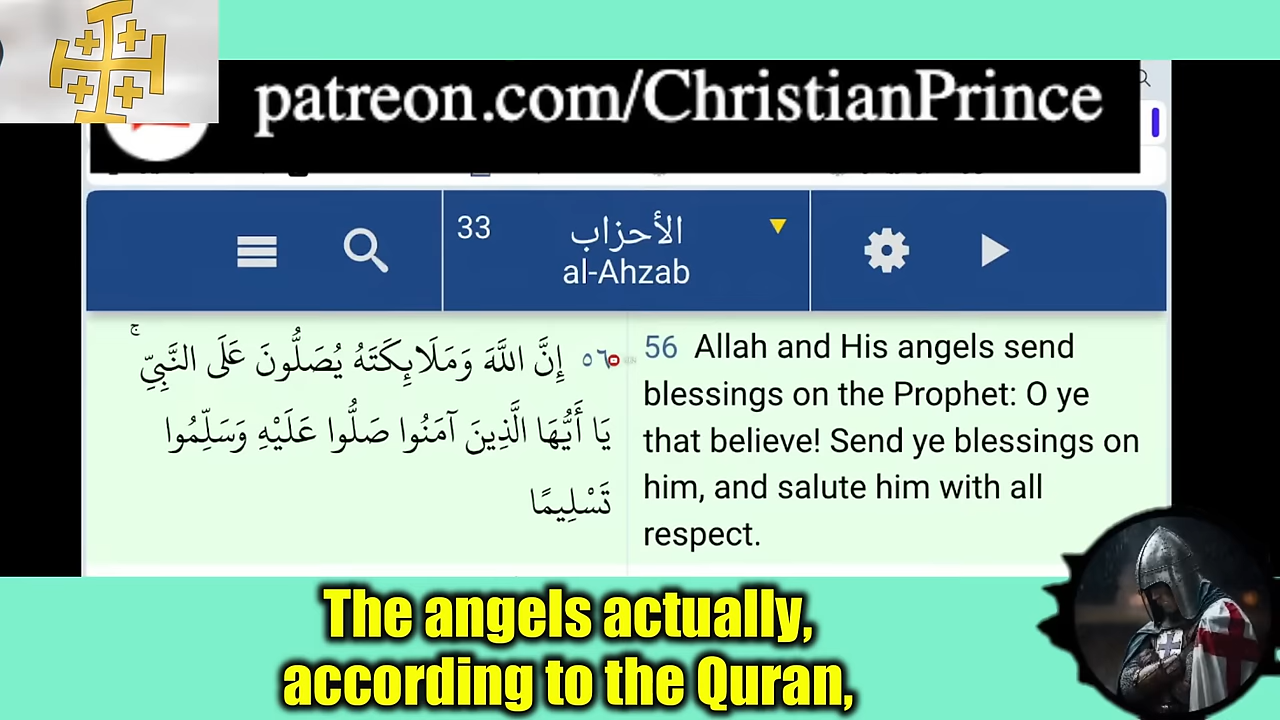 patreon.com/ChristianPrince
33
الأحزاب
al-Ahzab
٥٦ إِنَّ اللَّهَ وَمَلَائِكَتَهُ يُصَلُّونَ عَلَى النَّبِيِّ ۚ
يَا أَيُّهَا الَّذِينَ آمَنُوا صَلُّوا عَلَيْهِ وَسَلِّمُوا
تَسْلِيمًا
56 Allah and His angels send
blessings on the Prophet: O ye
that believe! Send ye blessings on
him, and salute him with all
respect.
The angels actually,
according to the Quran,